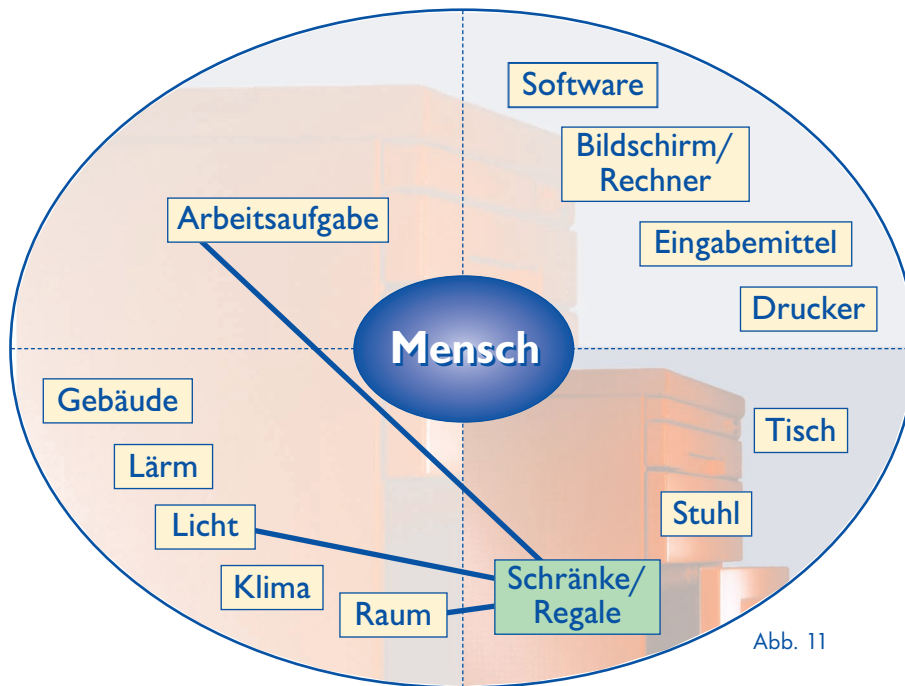 Software
Bildschirm/
Rechner
Arbeitsaufgabe
Eingabemittel
Drucker
Mensch
Gebäude
Tisch
Lärm
Stuhl
Licht
Klima
Schränke/
Regale
Raum
Abb. 11